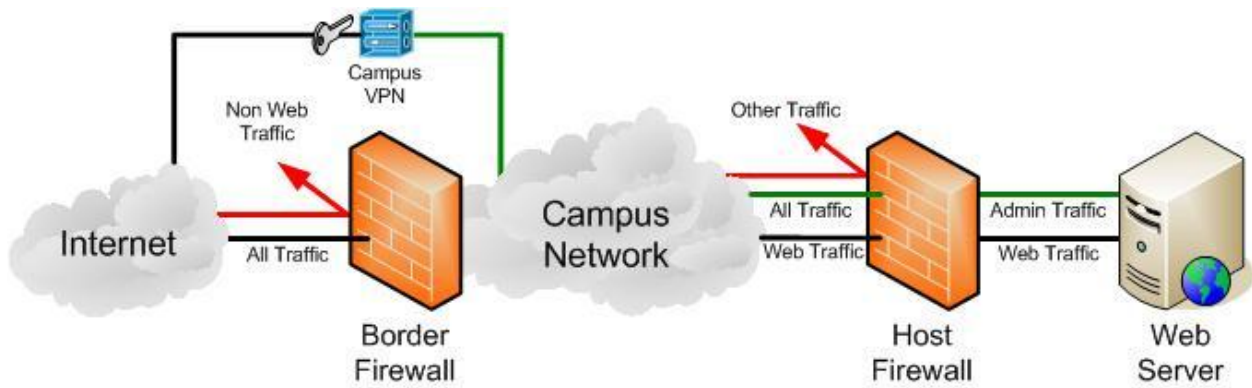 Campus
VPN
Non Web
Traffic
Other Traffic
Internet
All Traffic
Campus
Network
All Traffic
Web Traffic
Admin Traffic
Web Traffic
Border
Firewall
Host
Firewall
Web
Server